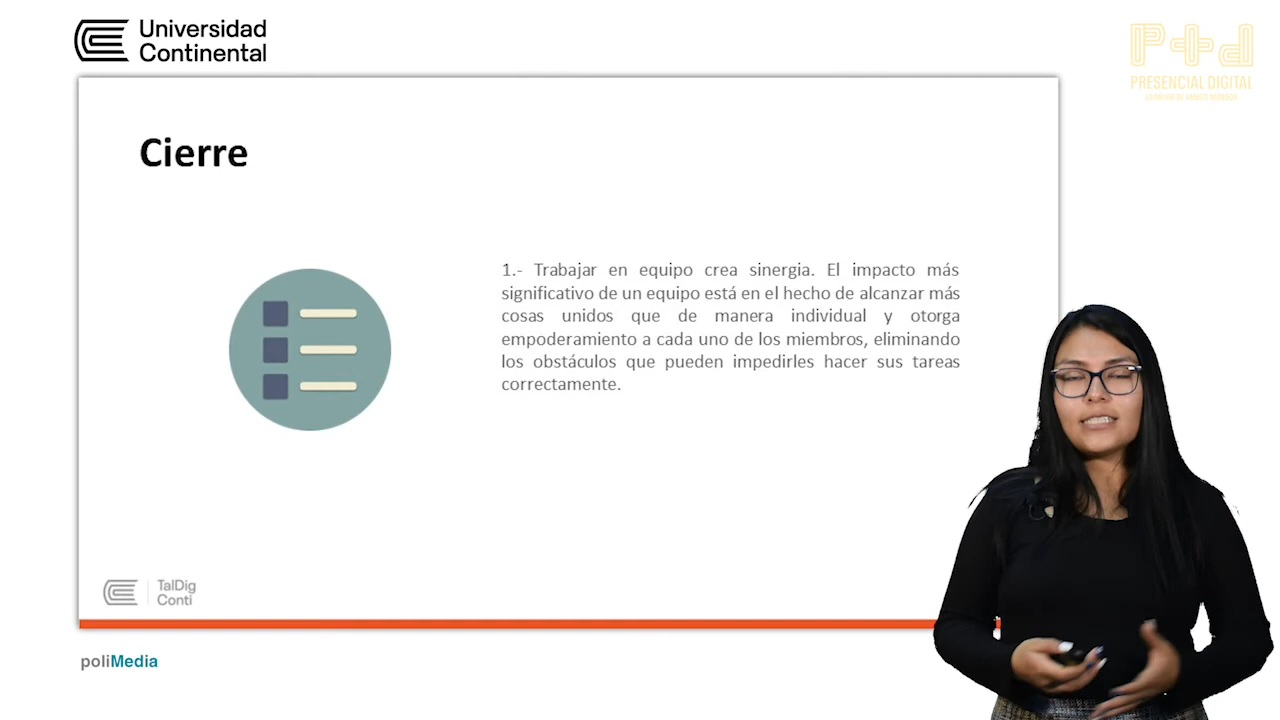 Universidad
Continental
P+d
PRESENCIAL DIGITAL
Cierre
1.- Trabajar en equipo crea sinergia. El impacto más
significativo de un equipo está en el hecho de alcanzar más
cosas unidos que de manera individual y otorga
empoderamiento a cada uno de los miembros, eliminando
los obstáculos que pueden impedirles hacer sus tareas
correctamente.
TalDig
Conti
poliMedia